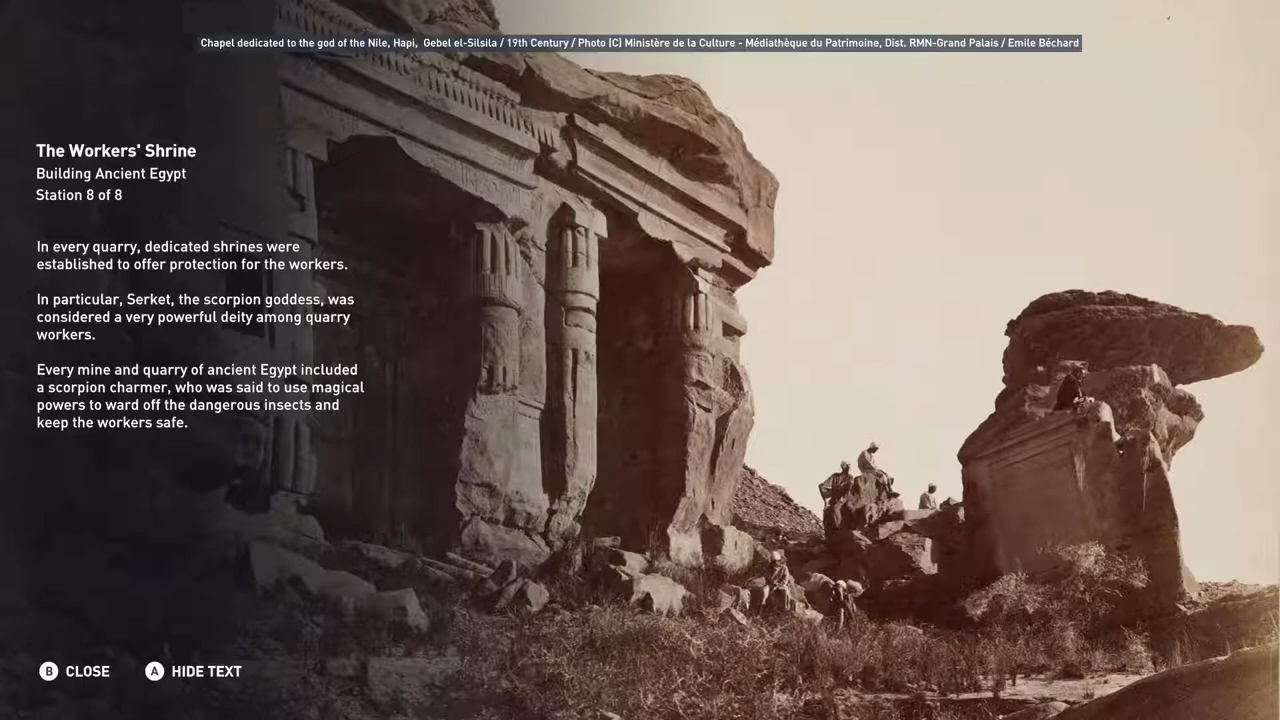 Chapel dedicated to the god of the Nile, Hapi, Gebel el-Silsila / 19th Century / Photo (C) Ministère de la Culture - Médiathèque du Patrimoine, Dist. RMN-Grand Palais / Emile Béchard
The Workers' Shrine
Building Ancient Egypt
Station 8 of 8
In every quarry, dedicated shrines were
established to offer protection for the workers.
In particular, Serket, the scorpion goddess, was
considered a very powerful deity among quarry
workers.
Every mine and quarry of ancient Egypt included
a scorpion charmer, who was said to use magical
powers to ward off the dangerous insects and
keep the workers safe.
B CLOSE A HIDE TEXT